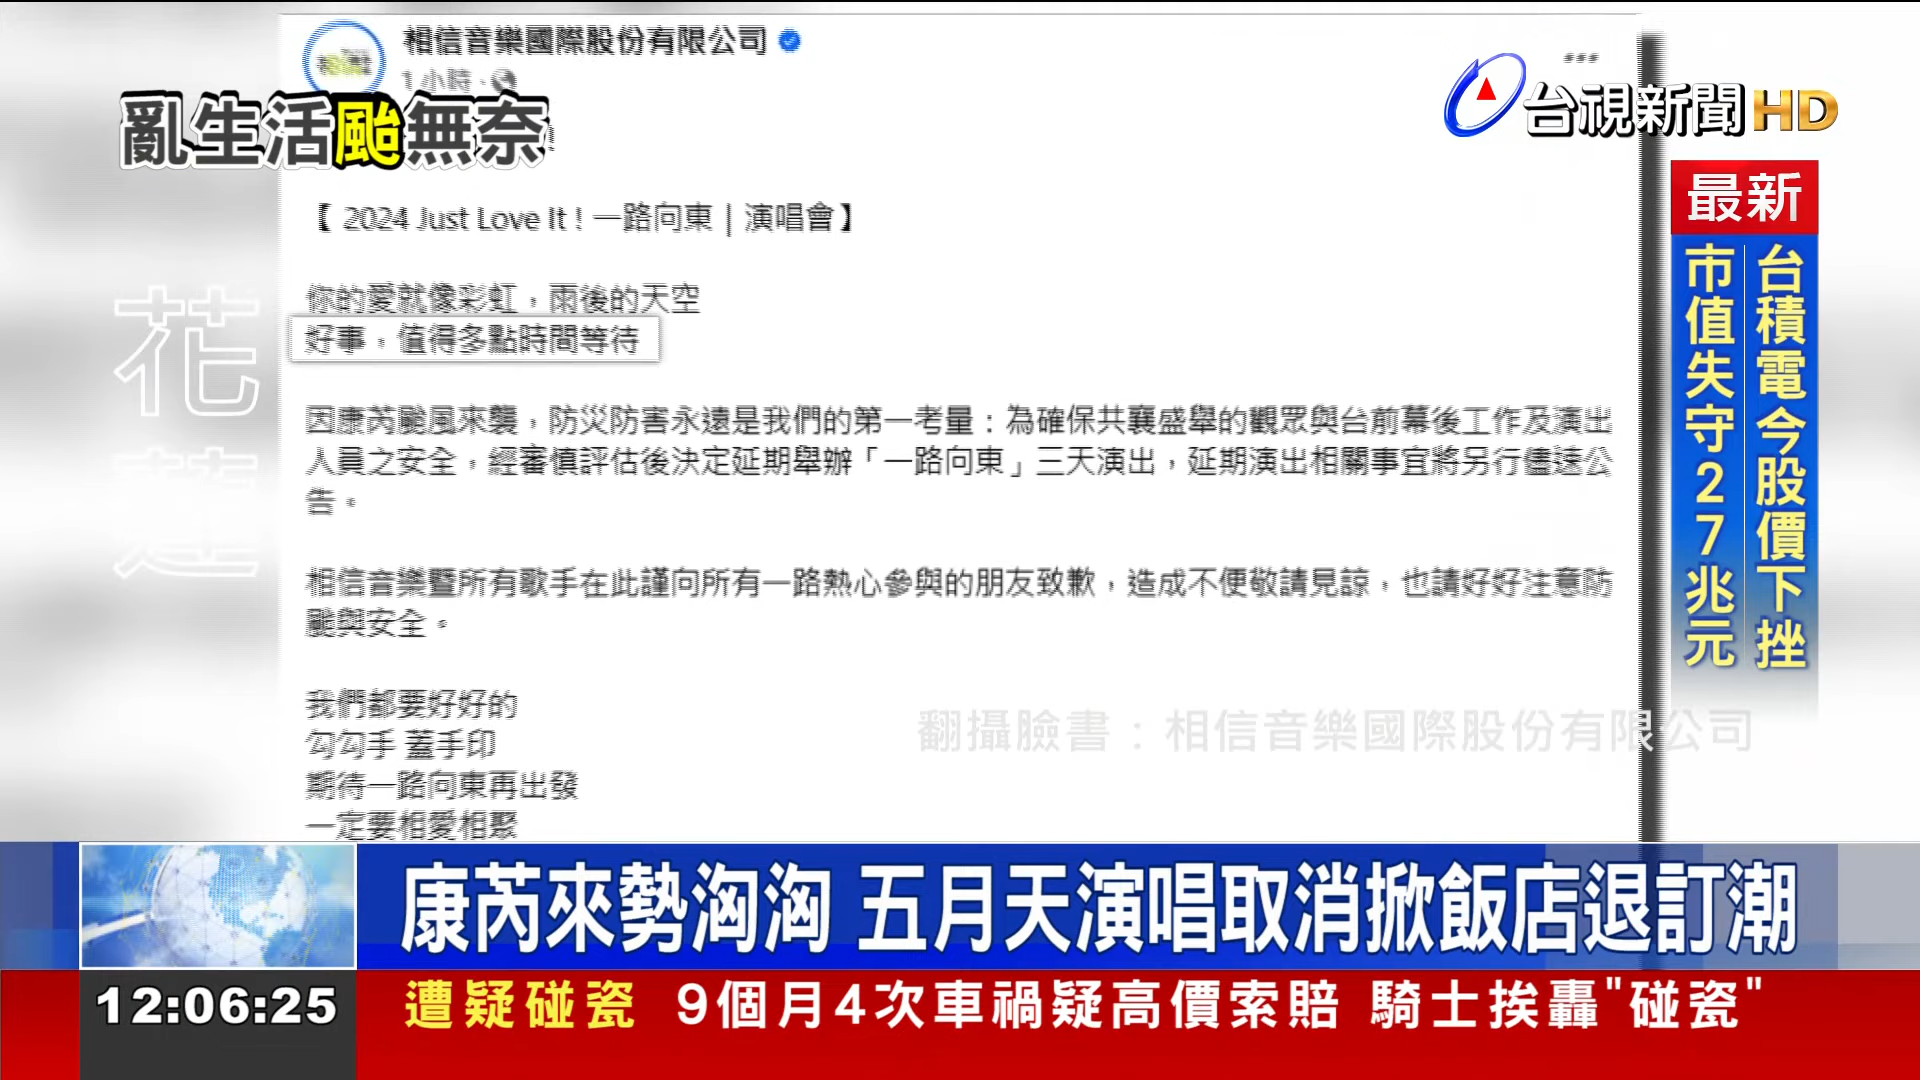 相信音樂國際股份有限公司
1 小時
亂生活颱無奈
台視新聞HD
【 2024 Just Love It ! 一路向東｜演唱會】
你的愛就像彩虹，雨後的天空
好事，值得多點時間等待
因康芮颱風來襲，防災防害永遠是我們的第一考量：為確保共襄盛舉的觀眾與台前幕後工作及演出
人員之安全，經審慎評估後決定延期舉辦「一路向東」三天演出，延期演出相關事宜將另行儘速公
告。
相信音樂暨所有歌手在此謹向所有一路熱心參與的朋友致歉，造成不便敬請見諒，也請好好注意防
颱與安全。
我們都要好好的
勾勾手 蓋手印
期待一路向東再出發
一定要相愛相聚
花蓮
翻攝臉書：相信音樂國際股份有限公司
最新
台積電今股價下挫
市值失守27兆元
康芮來勢洶洶 五月天演唱取消掀飯店退訂潮
12:06:25
遭疑碰瓷 9個月4次車禍疑高價索賠 騎士挨轟"碰瓷"